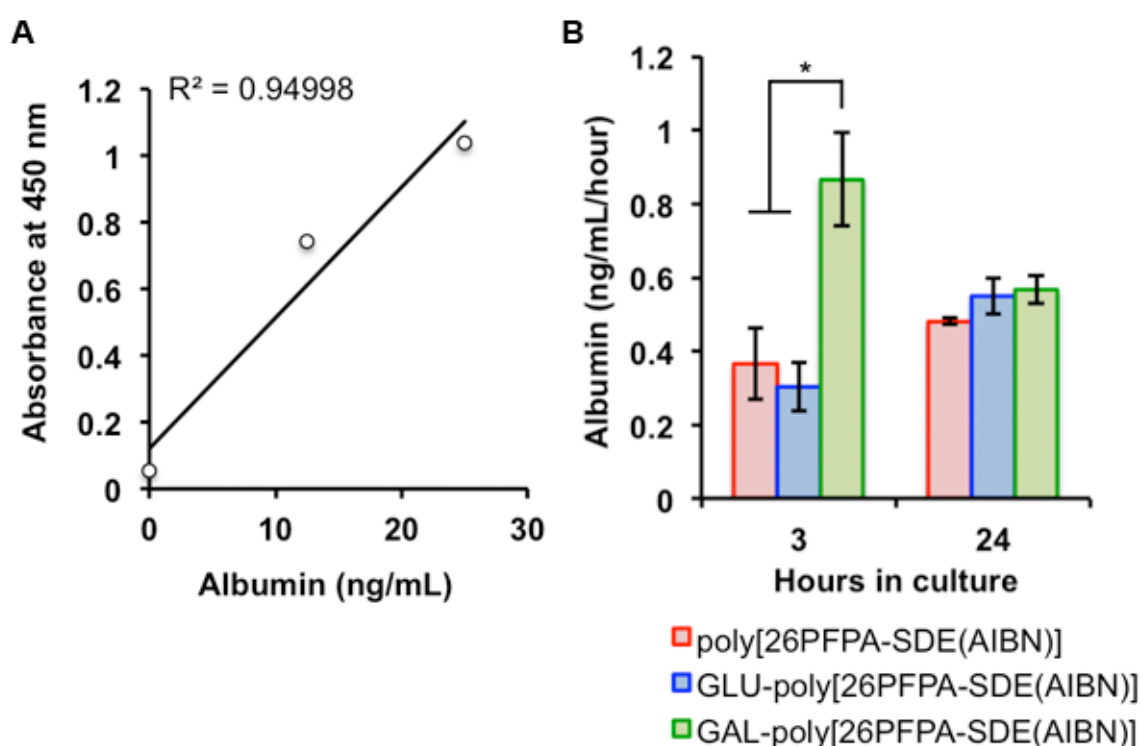 A
R² = 0.94998
Absorbance at 450 nm
1.2
1
0.8
0.6
0.4
0.2
0
0
10
20
30
Albumin (ng/mL)
B
*
Albumin (ng/mL/hour)
1.2
1
0.8
0.6
0.4
0.2
0
3
24
Hours in culture
poly[26PFPA-SDE(AIBN)]
GLU-poly[26PFPA-SDE(AIBN)]
GAL-poly[26PFPA-SDE(AIBN)]